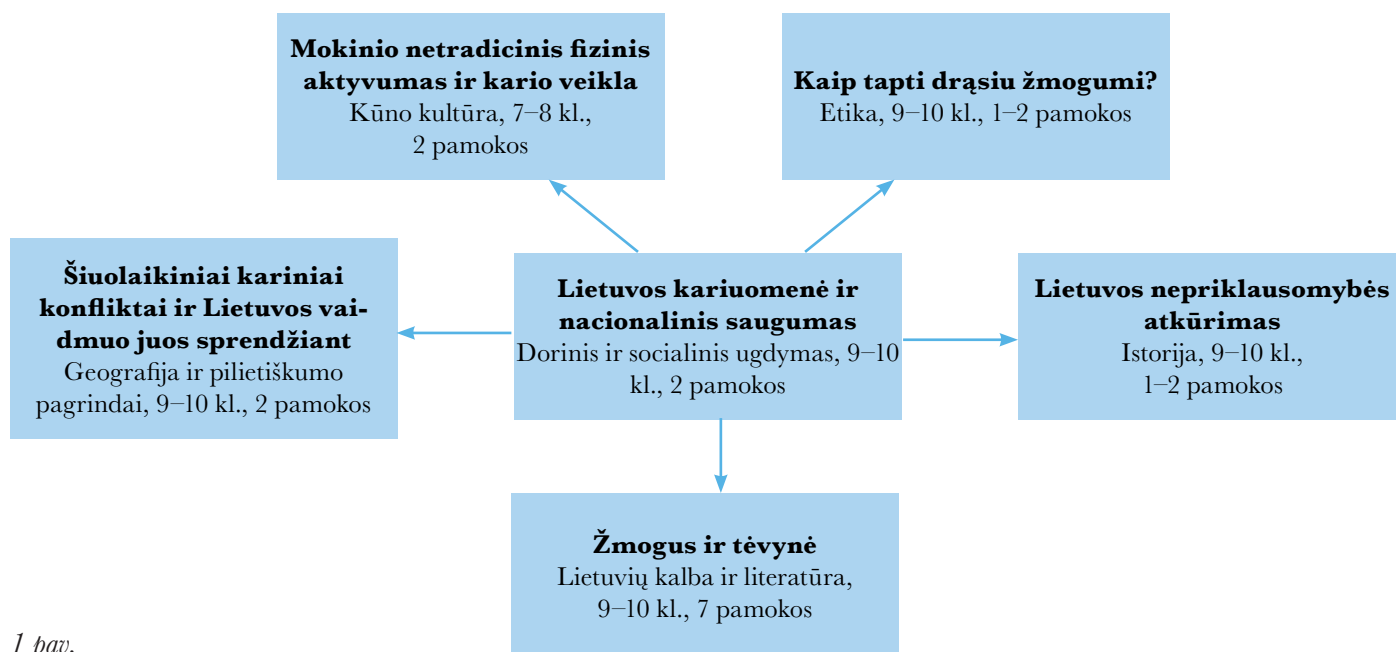 Mokinio netradicinis fizinis
aktyvumas ir kario veikla
Kūno kultūra, 7–8 kl.,
2 pamokos
Kaip tapti drąsiu žmogumi?
Etika, 9–10 kl., 1–2 pamokos
Šiuolaikiniai kariniai
konfliktai ir Lietuvos vai-
dmuo juos sprendžiant
Geografija ir pilietiškumo
pagrindai, 9–10 kl., 2 pamokos
Lietuvos kariuomenė ir
nacionalinis saugumas
Dorinis ir socialinis ugdymas, 9–10
kl., 2 pamokos
Lietuvos nepriklausomybės
atkūrimas
Istorija, 9–10 kl.,
1–2 pamokos
Žmogus ir tėvynė
Lietuvių kalba ir literatūra,
9–10 kl., 7 pamokos
1 pav.